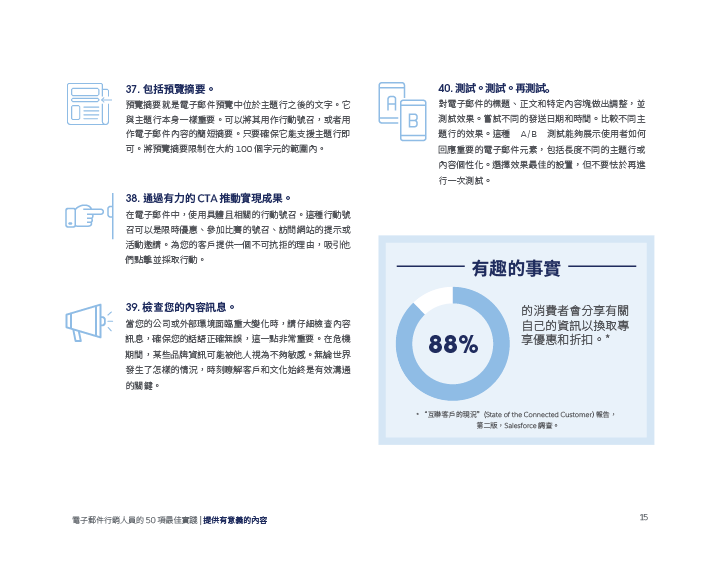 37. 包括預覽摘要。
預覽摘要就是電子郵件預覽中位於主題行之後的文字。它
與主題行本身一樣重要。可以將其用作行動號召，或者用
作電子郵件內容的簡短摘要。只要確保它能支援主題行即
可。將預覽摘要限制在大約 100 個字元的範圍內。
38. 通過有力的 CTA 推動實現成果。
在電子郵件中，使用具體且相關的行動號召。這種行動號
召可以是限時優惠、參加比賽的號召、訪問網站的提示或
活動邀請。為您的客戶提供一個不可抗拒的理由，吸引他
們點擊並採取行動。
39. 檢查您的內容訊息。
當您的公司或外部環境面臨重大變化時，請仔細檢查內容
訊息，確保您的話語正確無誤，這一點非常重要。在危機
期間，某些品牌資訊可能被他人視為不夠敏感。無論世界
發生了怎樣的情況，時刻瞭解客戶和文化始終是有效溝通
的關鍵。
A
B
40. 測試。測試。再測試。
對電子郵件的標題、正文和特定內容塊做出調整，並
測試效果。嘗試不同的發送日期和時間。比較不同主
題行的效果。這種 A/B 測試能夠展示使用者如何
回應重要的電子郵件元素，包括長度不同的主題行或
內容個性化。選擇效果最佳的設置，但不要怯於再進
行一次測試。
有趣的事實
88%
的消費者會分享有關
自己的資訊以換取專
享優惠和折扣。*
* “互聯客戶的現況” (State of the Connected Customer) 報告，
第二版，Salesforce 調查。
電子郵件行銷人員的 50 項最佳實踐 | 提供有意義的內容
15